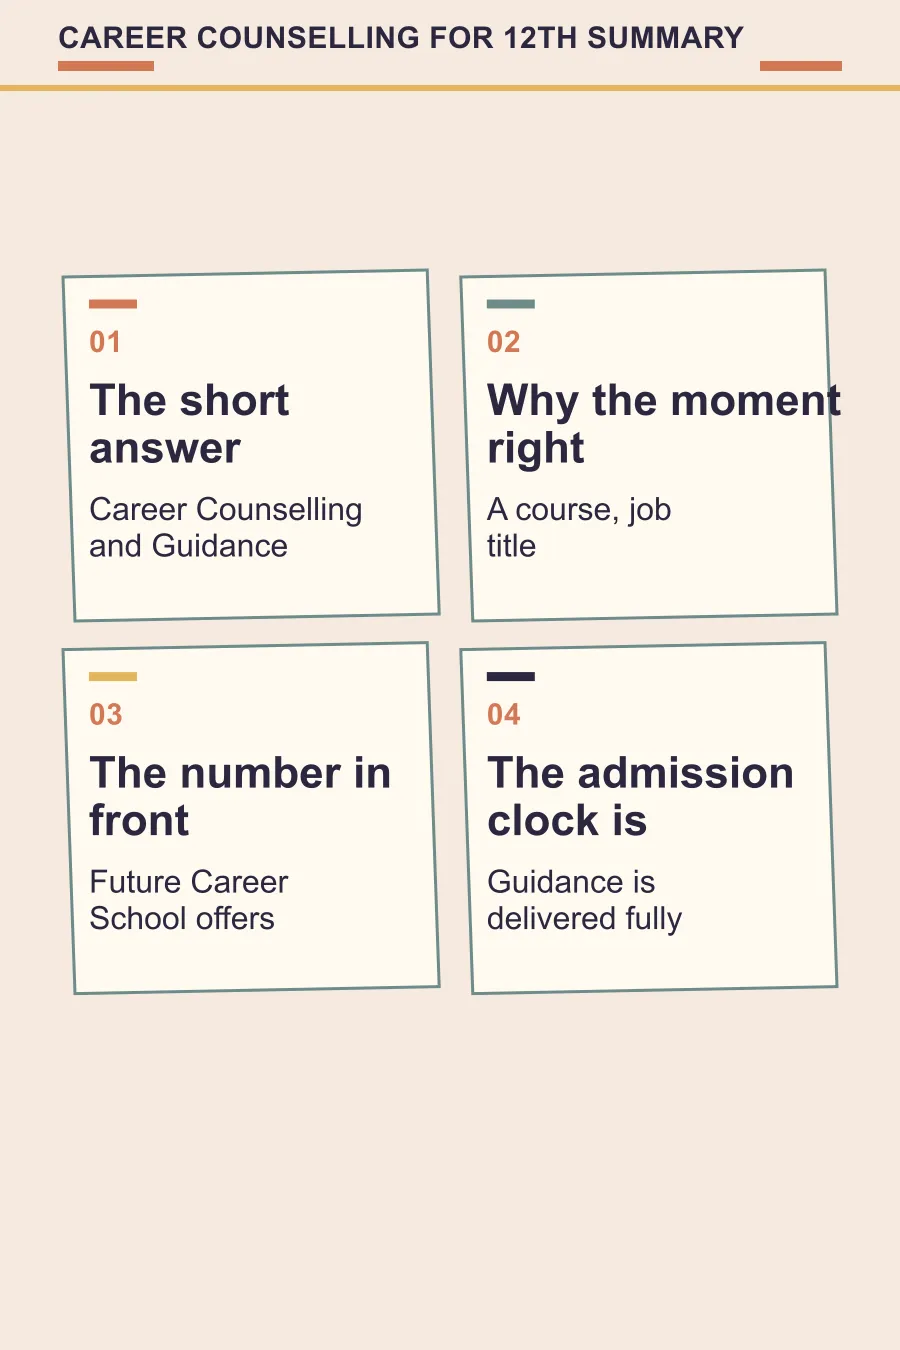 CAREER COUNSELLING FOR 12TH SUMMARY
01
The short
answer
Career Counselling
and Guidance
02
Why the moment
right
A course, job
title
03
The number in
front
Future Career
School offers
04
The admission
clock is
Guidance is
delivered fully